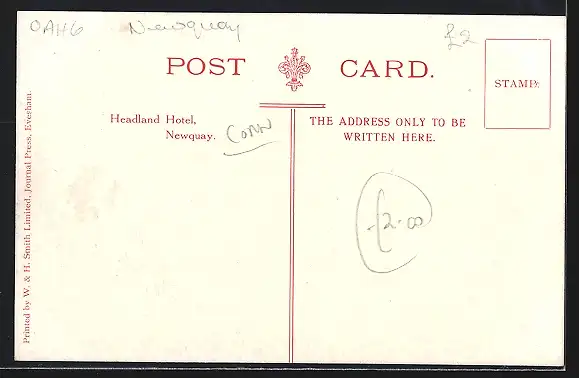 OAH6 Newquay £2
POST CARD.
STAMP.
Headland Hotel,
Newquay.
CORN
THE ADDRESS ONLY TO BE
WRITTEN HERE.
£2-00
Printed by W. & H. Smith Limited, Journal Press, Evesham.